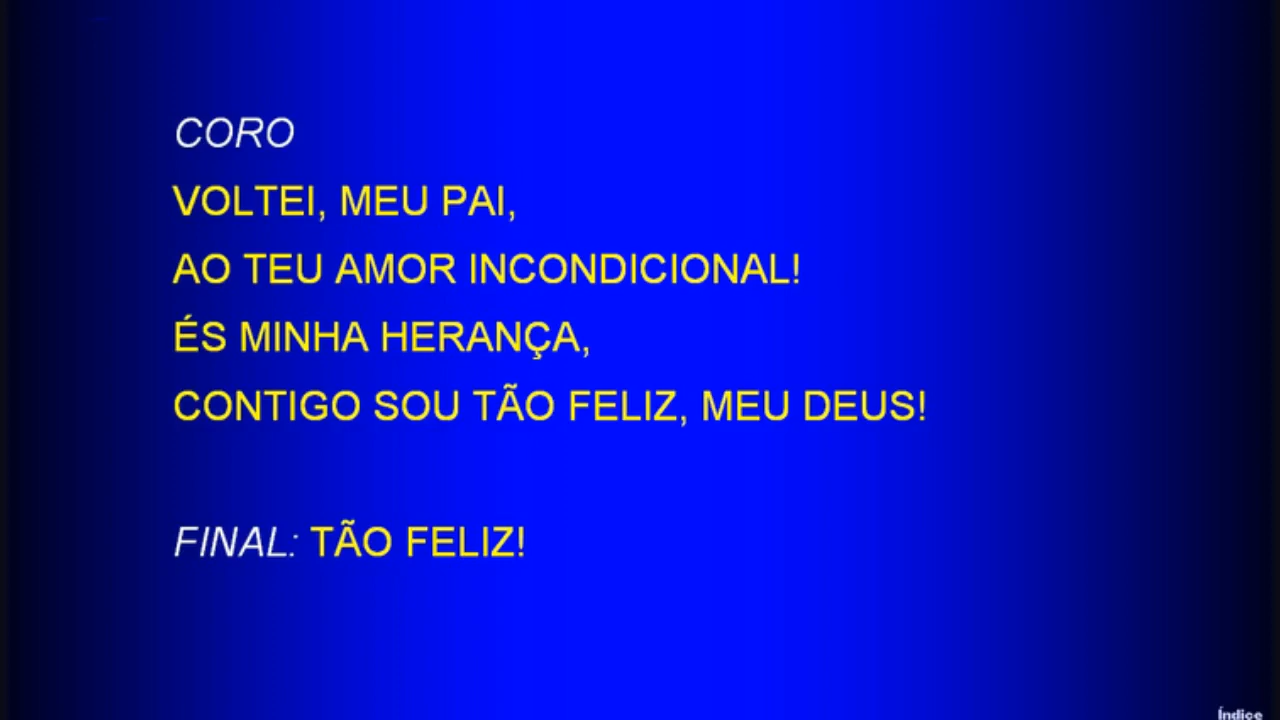 CORO
VOLTEI, MEU PAI,
AO TEU AMOR INCONDICIONAL!
ÉS MINHA HERANÇA,
CONTIGO SOU TÃO FELIZ, MEU DEUS!
FINAL: TÃO FELIZ!
Índice